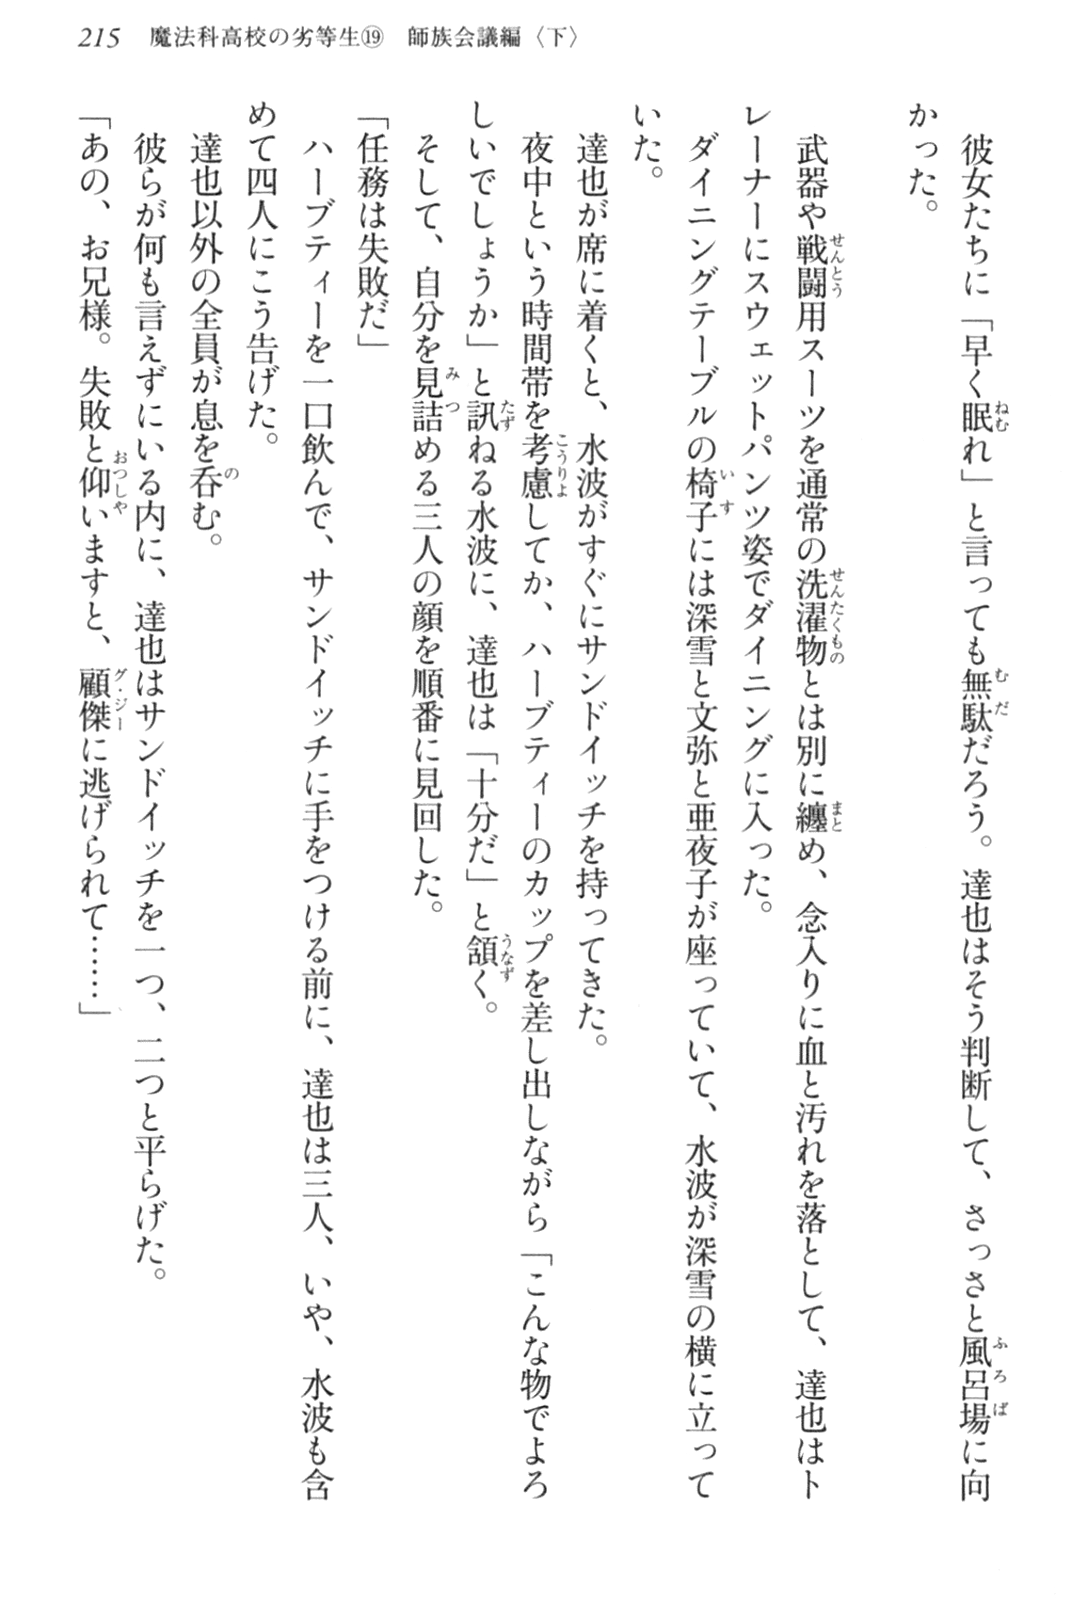 215　魔法科高校の劣等生⑲　師族会議編〈下〉
　彼女たちに「早く眠れ」と言っても無駄だろう。達也はそう判断して、さっさと風呂場に向
かった。
　武器や戦闘用スーツを通常の洗濯物とは別に纏め、念入りに血と汚れを落として、達也はト
レーナーにスウェットパンツ姿でダイニングに入った。
　ダイニングテーブルの椅子には深雪と文弥と亜夜子が座っていて、水波が深雪の横に立って
いた。
　達也が席に着くと、水波がすぐにサンドイッチを持ってきた。
　夜中という時間帯を考慮してか、ハーブティーのカップを差し出しながら「こんな物でよろ
しいでしょうか」と訊ねる水波に、達也は「十分だ」と頷く。
　そして、自分を見詰める三人の顔を順番に見回した。
「任務は失敗だ」
　ハーブティーを一口飲んで、サンドイッチに手をつける前に、達也は三人、いや、水波も含
めて四人にこう告げた。
　達也以外の全員が息を呑む。
　彼らが何も言えずにいる内に、達也はサンドイッチを一つ、二つと平らげた。
「あの、お兄様。失敗と仰いますと、顧傑に逃げられて……」